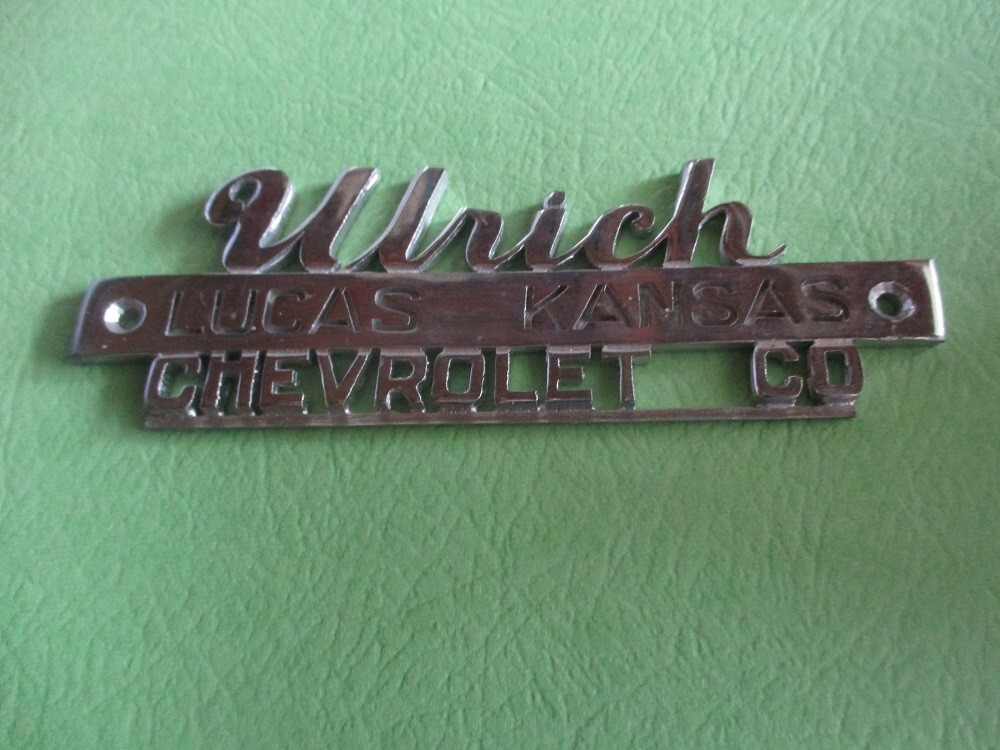 Ulrich
LUCAS KANSAS
CHEVROLET CO